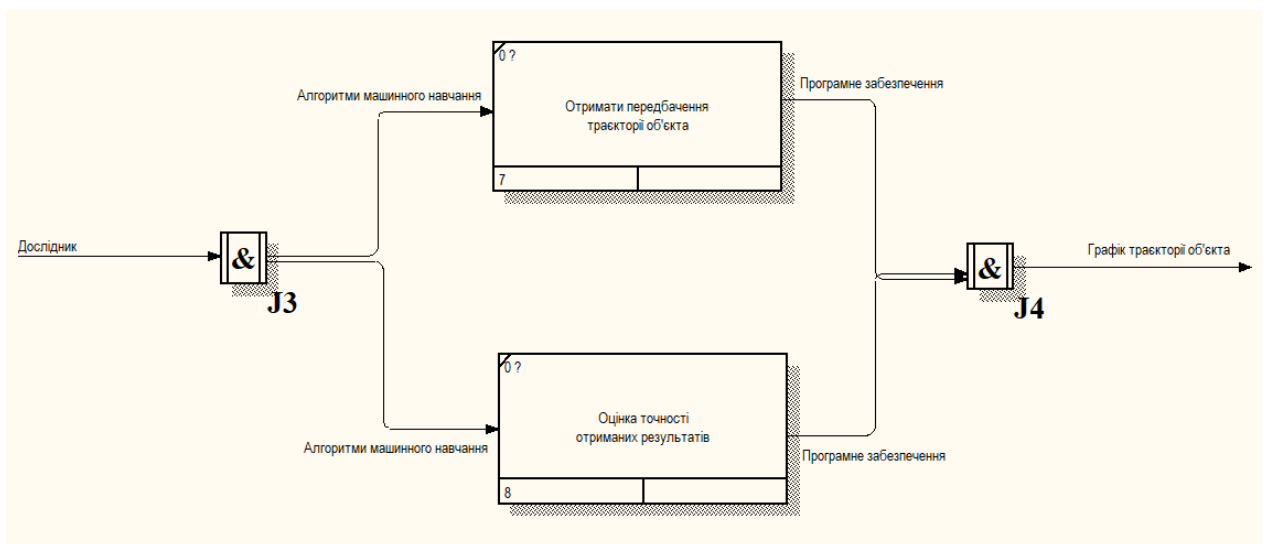 0 ?
Програмне забезпечення
Алгоритми машинного навчання
Отримати передбачення
траєкторії об'єкта
7
Дослідник
&
J3
&
J4
Графік траєкторії об'єкта
0 ?
Оцінка точності
отриманих результатів
Алгоритми машинного навчання
Програмне забезпечення
8